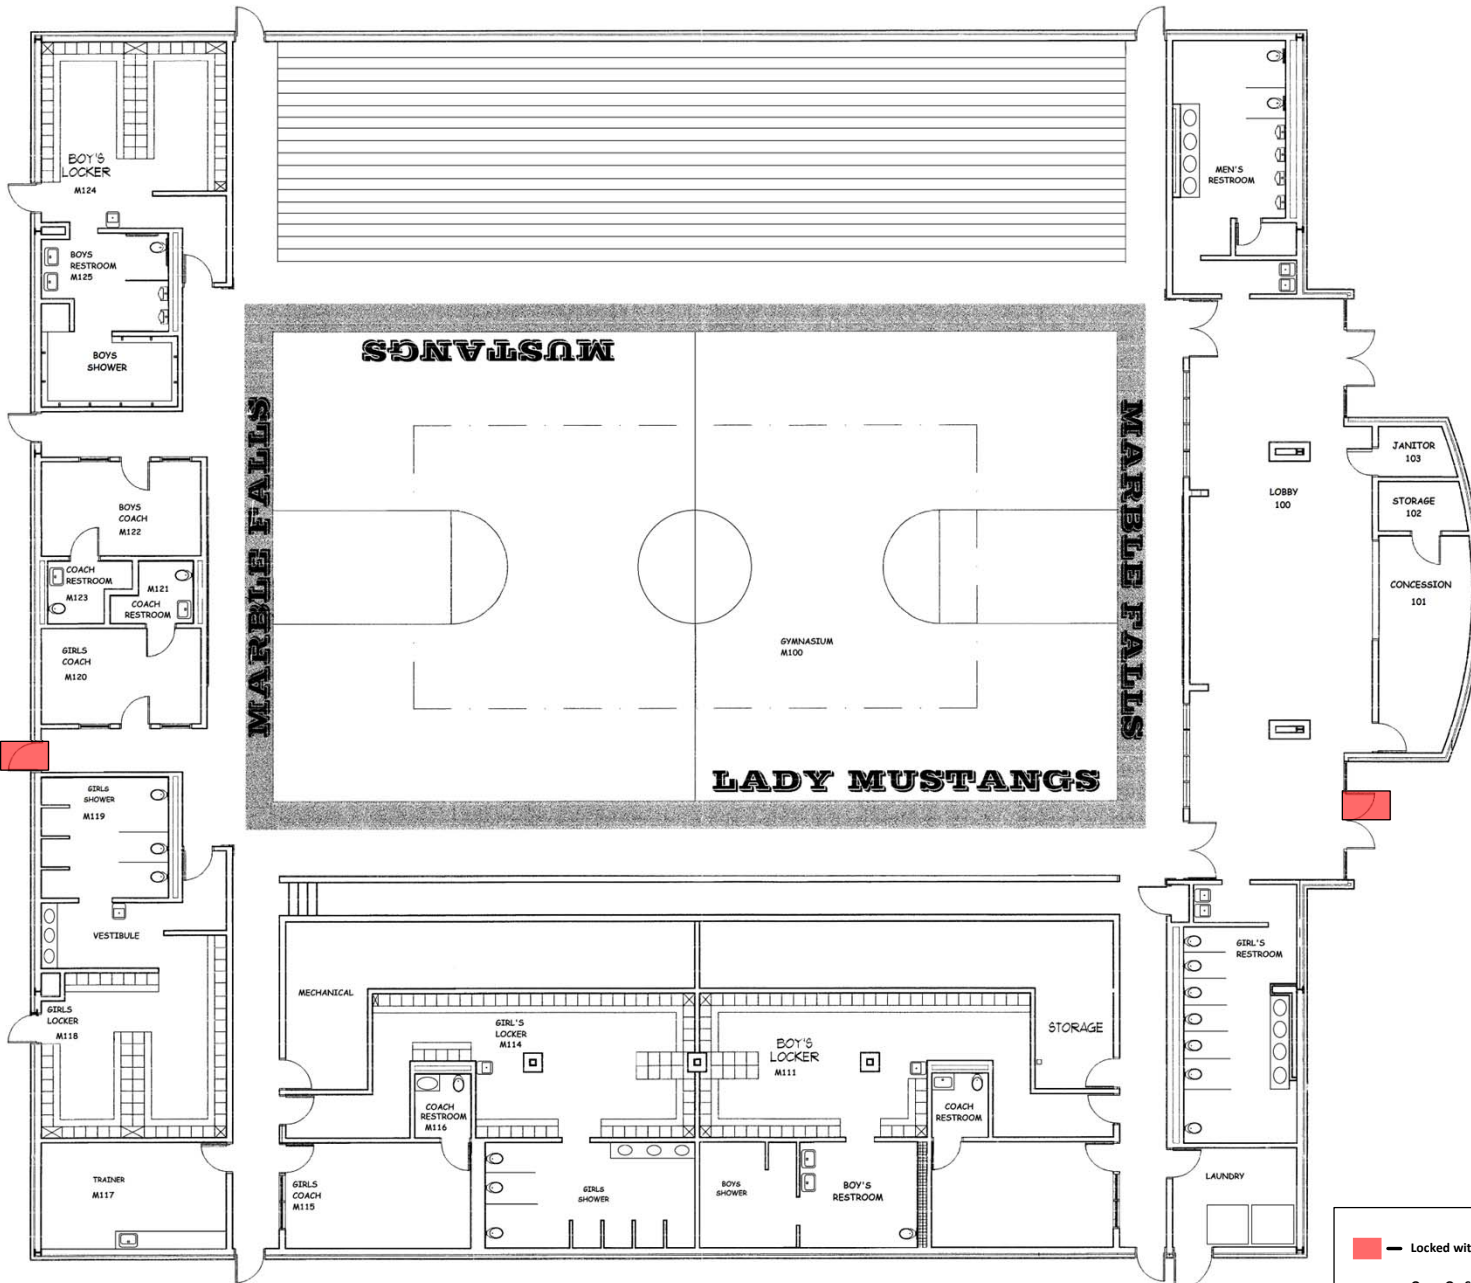 BOY'S
LOCKER
M124
BOYS
RESTROOM
M125
BOYS
SHOWER
BOYS
COACH
M122
COACH
RESTROOM
M123
M121
COACH
RESTROOM
GIRLS
COACH
M120
GIRLS
SHOWER
M119
VESTIBULE
GIRLS
LOCKER
M118
TRAINER
M117
MUSTANGS
MARBLE FALLS
MARBLE FALLS
GYMNASIUM
M100
LADY MUSTANGS
MECHANICAL
GIRL'S
LOCKER
M114
BOY'S
LOCKER
M111
STORAGE
COACH
RESTROOM
M116
COACH
RESTROOM
GIRLS
COACH
M115
GIRLS
SHOWER
BOYS
SHOWER
BOY'S
RESTROOM
MEN'S
RESTROOM
LOBBY
100
JANITOR
103
STORAGE
102
CONCESSION
101
GIRL'S
RESTROOM
LAUNDRY
Locked wit